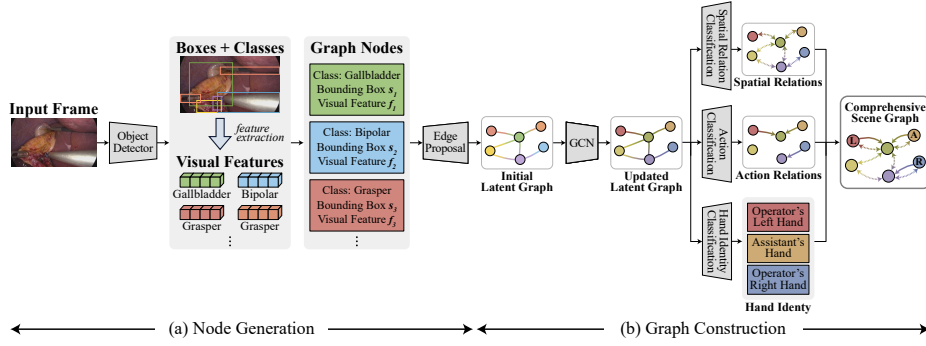 Input Frame
Object
Detector
Boxes + Classes
feature
extraction
Visual Features
Gallbladder
Bipolar
Grasper
Grasper
⋮
Graph Nodes
Class: Gallbladder
Bounding Box s1
Visual Feature f1
Class: Bipolar
Bounding Box s2
Visual Feature f2
Class: Grasper
Bounding Box s3
Visual Feature f3
⋮
Edge
Proposal
Initial
Latent Graph
GCN
Updated
Latent Graph
Spatial Relation
Classification
Spatial Relations
Action
Classification
Action Relations
Hand Identity
Classification
Operator's
Left Hand
Assistant's
Hand
Operator's
Right Hand
Hand Identy
Comprehensive
Scene Graph
L
A
R
(a) Node Generation
(b) Graph Construction